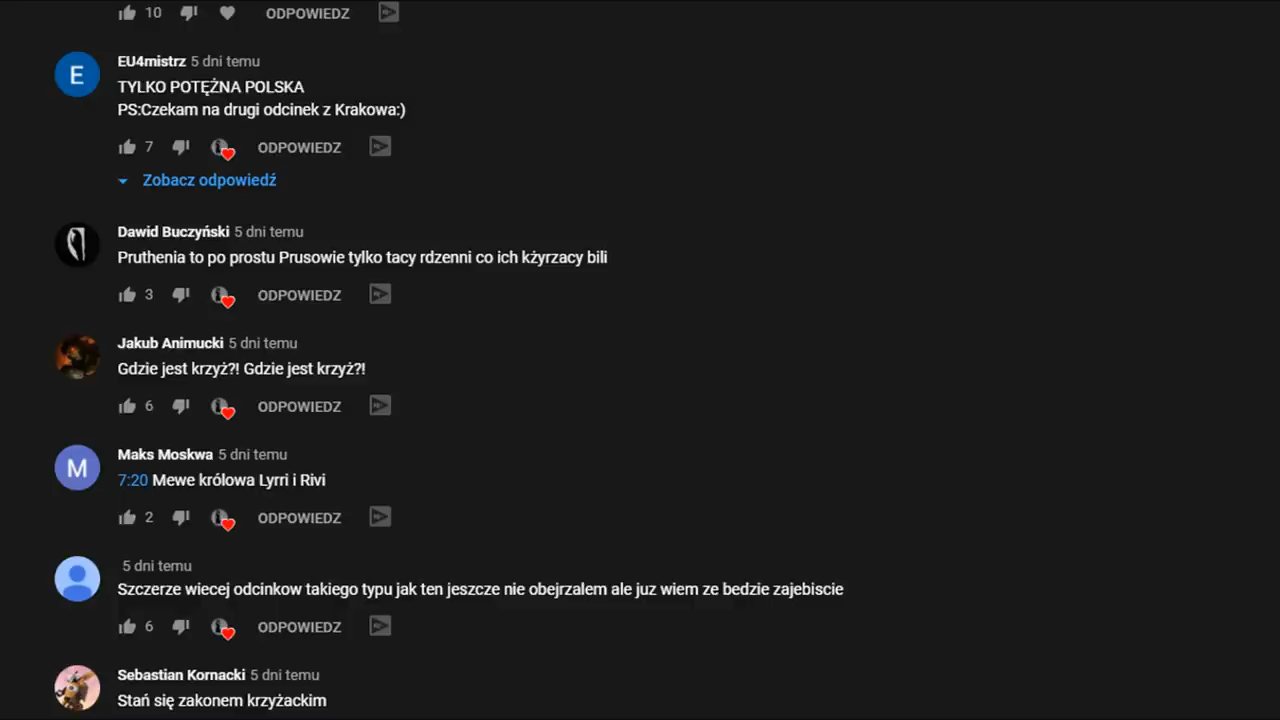 10 ODPOWIEDZ
E
EU4mistrz 5 dni temu
TYLKO POTĘŻNA POLSKA
PS:Czekam na drugi odcinek z Krakowa:)
7 ODPOWIEDZ
Zobacz odpowiedź
Dawid Buczyński 5 dni temu
Pruthenia to po prostu Prusowie tylko tacy rdzenni co ich kżyrzacy bili
3 ODPOWIEDZ
Jakub Animucki 5 dni temu
Gdzie jest krzyż?! Gdzie jest krzyż?!
6 ODPOWIEDZ
M
Maks Moskwa 5 dni temu
7:20 Mewe królowa Lyrri i Rivi
2 ODPOWIEDZ
5 dni temu
Szczerze wiecej odcinkow takiego typu jak ten jeszcze nie obejrzalem ale juz wiem ze bedzie zajebiscie
6 ODPOWIEDZ
Sebastian Kornacki 5 dni temu
Stań się zakonem krzyżackim